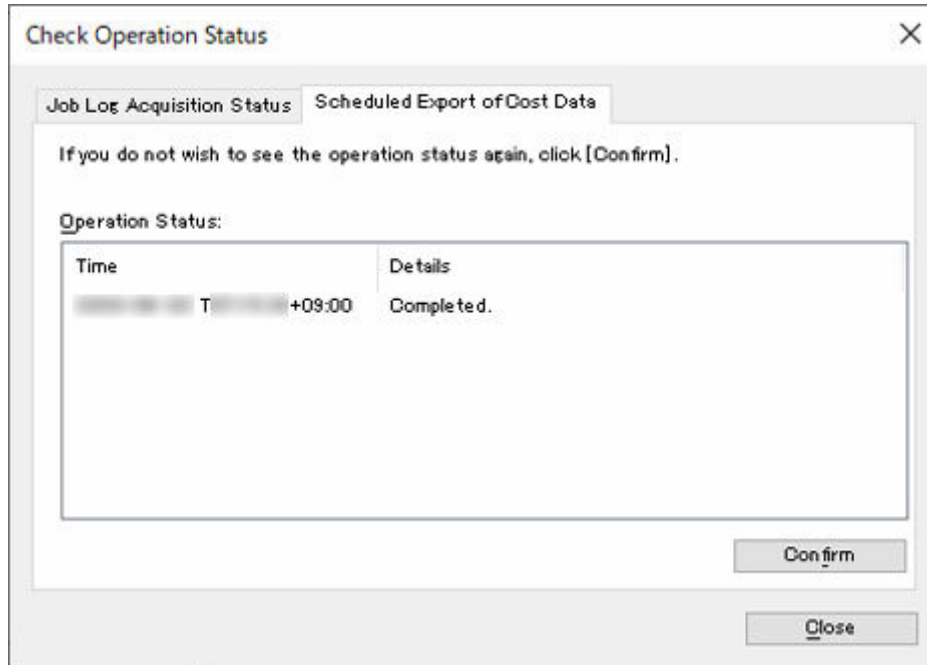 Check Operation Status
Job Log Acquisition Status
Scheduled Export of Cost Data
If you do not wish to see the operation status again, click [Confirm].
Operation Status:
Time Details
T +09:00 Completed.
Confirm
Close